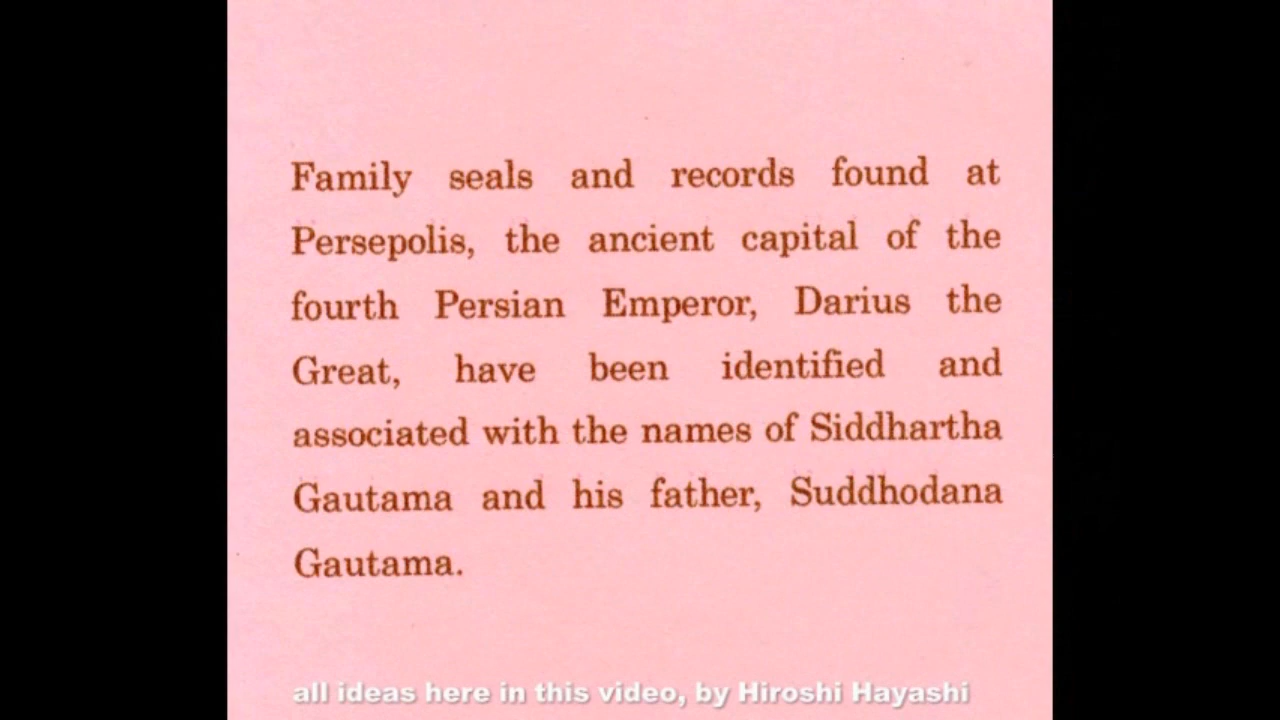 Family seals and records found at
Persepolis, the ancient capital of the
fourth Persian Emperor, Darius the
Great, have been identified and
associated with the names of Siddhartha
Gautama and his father, Suddhodana
Gautama.
all ideas here in this video, by Hiroshi Hayashi